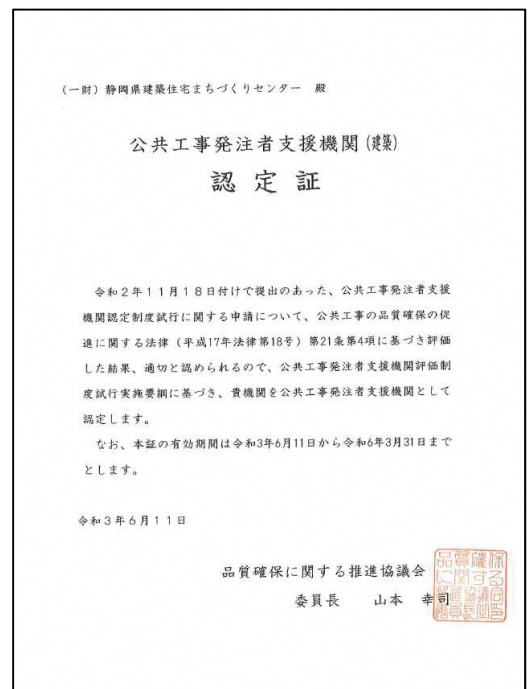 （一財）静岡県建築住宅まちづくりセンター　殿
公共工事発注者支援機関(建築)
認定証
令和２年１１月１８日付けで提出のあった、公共工事発注者支援
機関認定制度試行に関する申請について、公共工事の品質確保の促
進に関する法律（平成17年法律第18号）第21条第4項に基づき評価
した結果、適切と認められるので、公共工事発注者支援機関評価制
度試行実施要綱に基づき、貴機関を公共工事発注者支援機関として
認定します。
なお、本証の有効期間は令和3年6月11日から令和6年3月31日まで
とします。
令和３年６月１１日
品質確保に関する推進協議会
委員長　山本　幸司